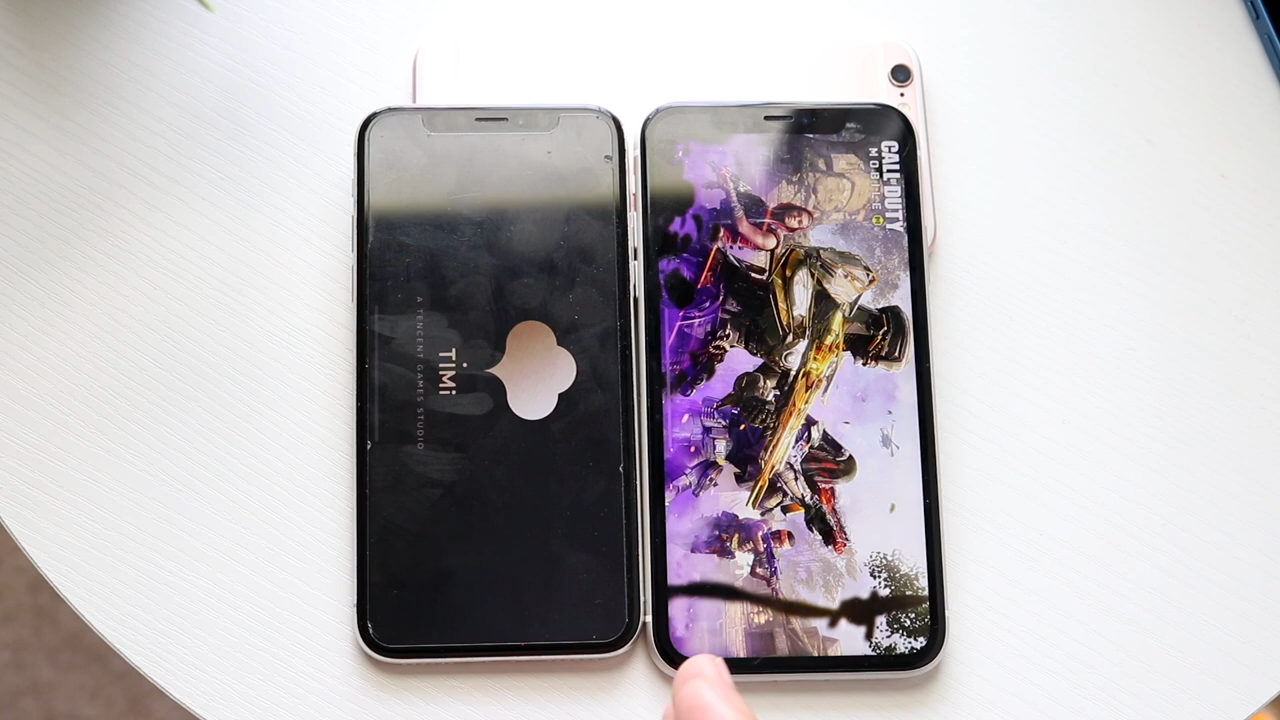 TiMi
A TENCENT GAMES STUDIO
CALL OF DUTY
MOBILE